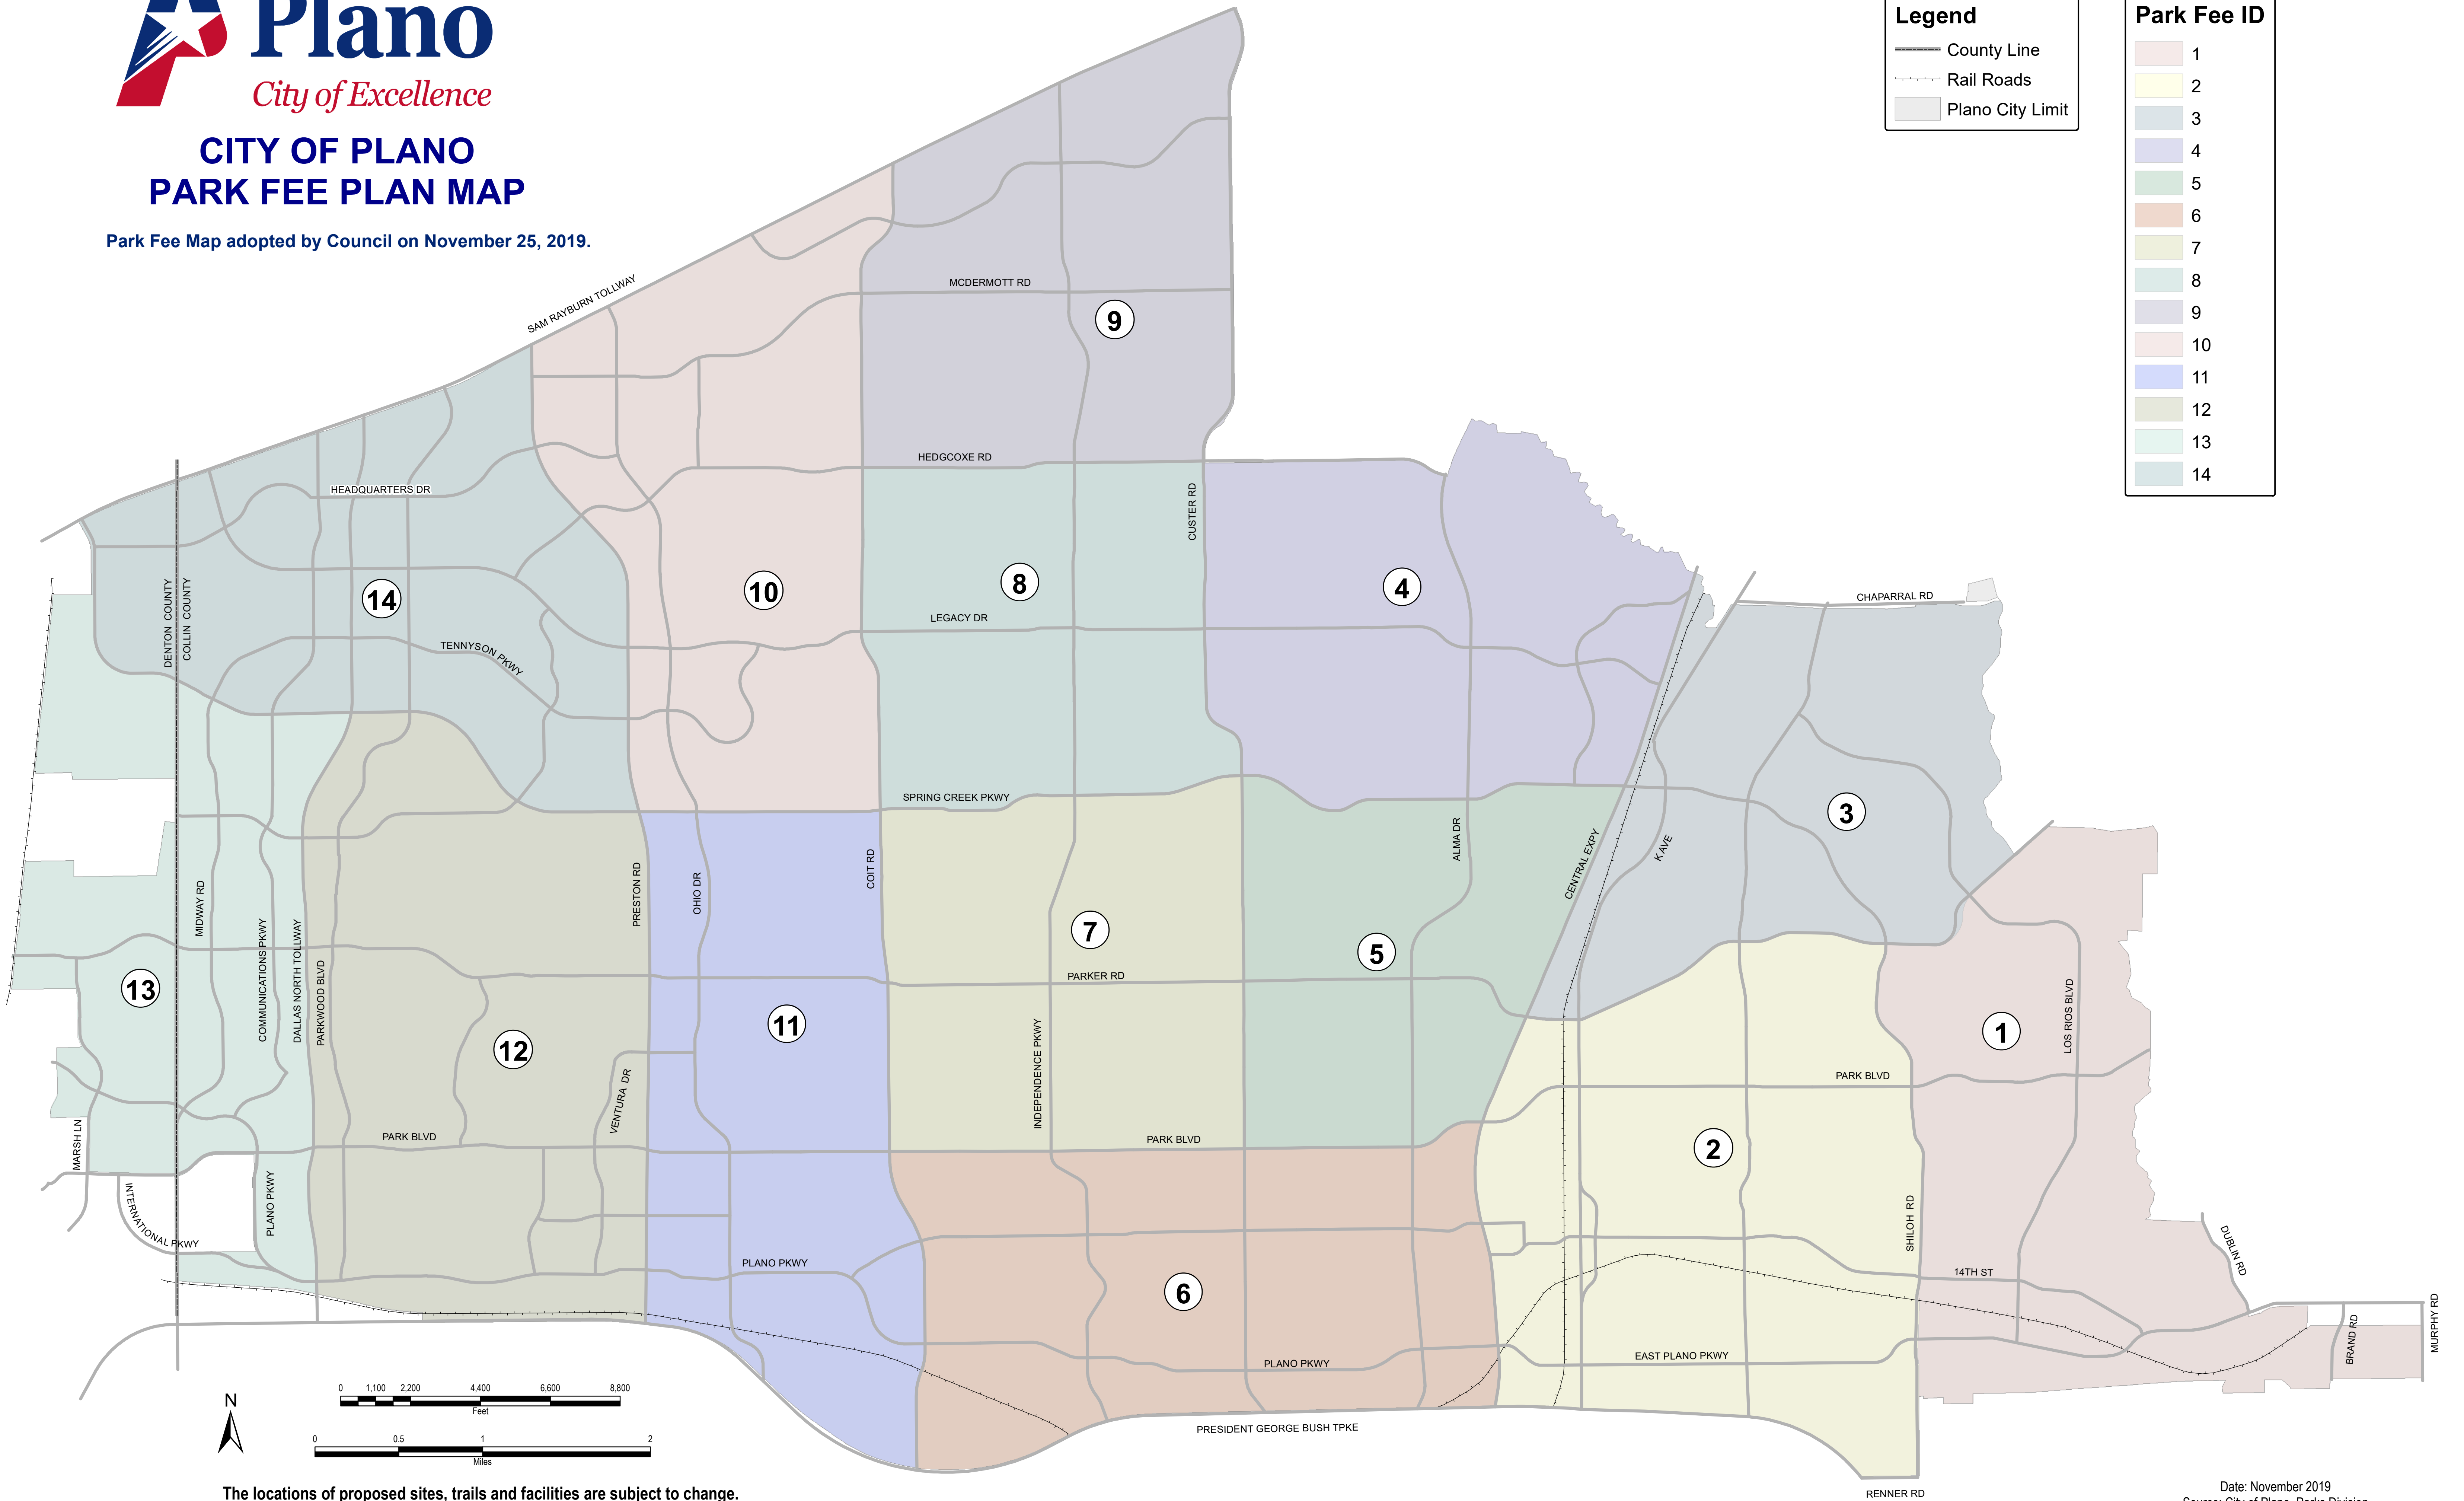 Plano
City of Excellence
CITY OF PLANO
PARK FEE PLAN MAP
Park Fee Map adopted by Council on November 25, 2019.
Legend
County Line
Rail Roads
Plano City Limit
Park Fee ID
1
2
3
4
5
6
7
8
9
10
11
12
13
14
SAM RAYBURN TOLLWAY
MCDERMOTT RD
9
HEDGCOXE RD
HEADQUARTERS DR
CUSTER RD
DENTON COUNTY
COLLIN COUNTY
14
10
8
4
CHAPARRAL RD
LEGACY DR
TENNYSON PKWY
SPRING CREEK PKWY
3
ALMA DR
CENTRAL EXPY
K AVE
COIT RD
OHIO DR
PRESTON RD
MIDWAY RD
COMMUNICATIONS PKWY
DALLAS NORTH TOLLWAY
PARKWOOD BLVD
7
5
PARKER RD
13
12
11
1
LOS RIOS BLVD
INDEPENDENCE PKWY
VENTURA DR
PARK BLVD
PARK BLVD
PARK BLVD
2
MARSH LN
INTERNATIONAL PKWY
PLANO PKWY
SHILOH RD
DUBLIN RD
PLANO PKWY
14TH ST
6
BRAND RD
MURPHY RD
EAST PLANO PKWY
PLANO PKWY
PRESIDENT GEORGE BUSH TPKE
RENNER RD
N
0 1,100 2,200 4,400 6,600 8,800
Feet
0 0.5 1 2
Miles
The locations of proposed sites, trails and facilities are subject to change.
Date: November 2019
Source: City of Plano, Parks Division